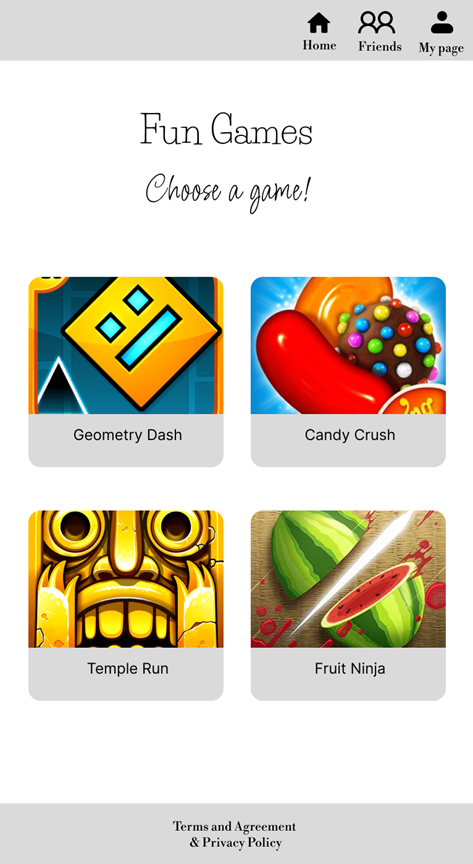 Home Friends My page
Fun Games
Choose a game!
Geometry Dash Candy Crush
Temple Run Fruit Ninja
Terms and Agreement
& Privacy Policy